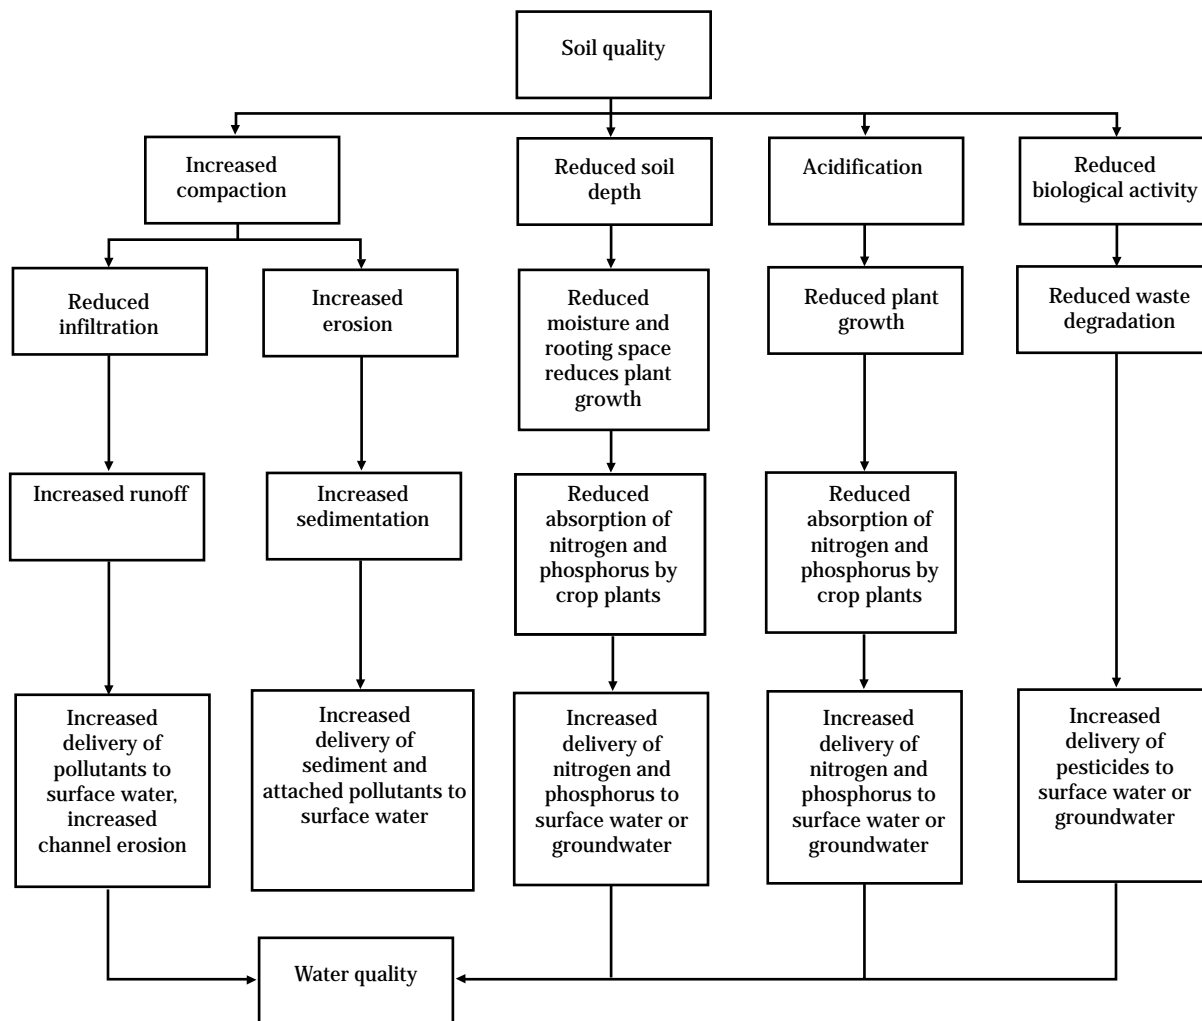 Soil quality
Increased
compaction
Reduced soil
depth
Acidification
Reduced
biological activity
Reduced
infiltration
Increased
erosion
Reduced
moisture and
rooting space
reduces plant
growth
Reduced plant
growth
Reduced waste
degradation
Increased runoff
Increased
sedimentation
Reduced
absorption of
nitrogen and
phosphorus by
crop plants
Reduced
absorption of
nitrogen and
phosphorus by
crop plants
Increased
delivery of
pollutants to
surface water,
increased
channel erosion
Increased
delivery of
sediment and
attached pollutants to
surface water
Increased
delivery of
nitrogen and
phosphorus to
surface water or
groundwater
Increased
delivery of
nitrogen and
phosphorus to
surface water or
groundwater
Increased
delivery of
pesticides to
surface water or
groundwater
Water quality